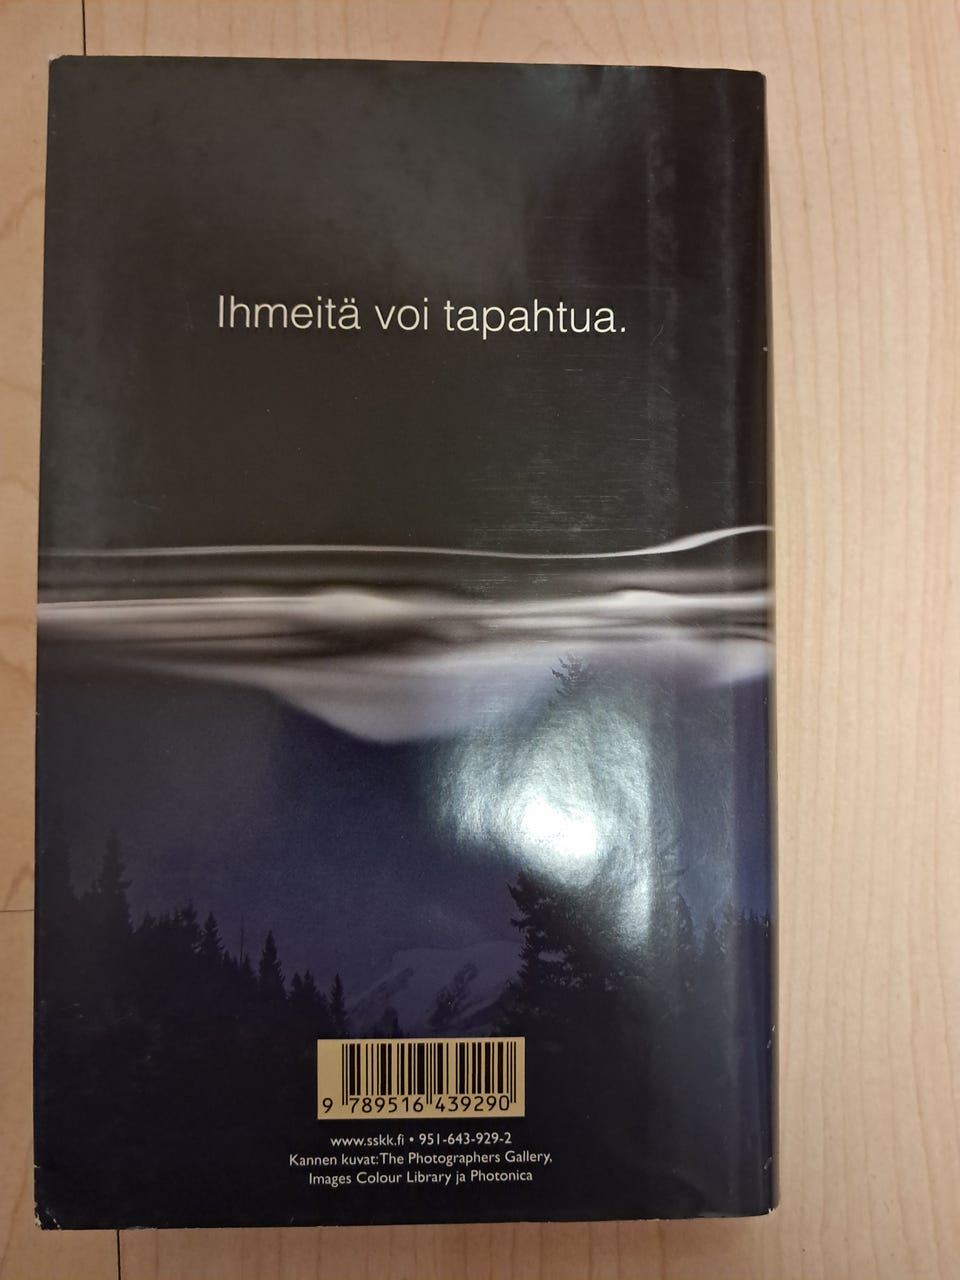 Ihmeitä voi tapahtua.
9 789516 439290
www.sskk.fi • 951-643-929-2
Kannen kuvat: The Photographers Gallery,
Images Colour Library ja Photonica